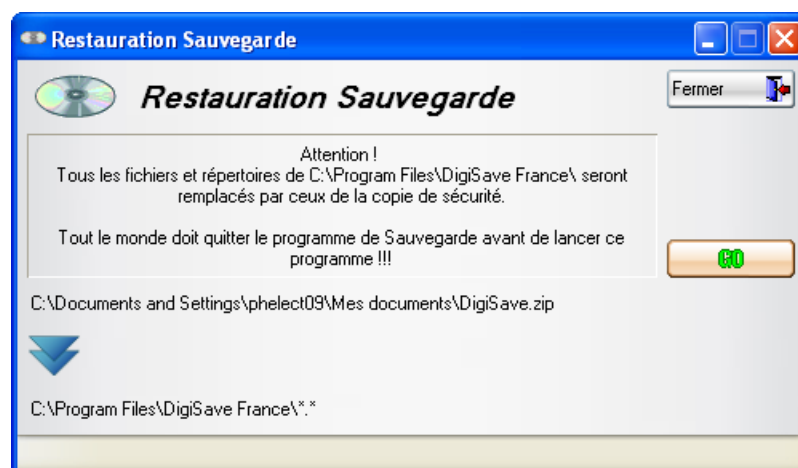 Restauration Sauvegarde
Restauration Sauvegarde
Fermer
Attention !
Tous les fichiers et répertoires de C:\Program Files\DigiSave France\ seront
remplacés par ceux de la copie de sécurité.
Tout le monde doit quitter le programme de Sauvegarde avant de lancer ce
programme !!!
GO
C:\Documents and Settings\phelect09\Mes documents\DigiSave.zip
C:\Program Files\DigiSave France\*.*